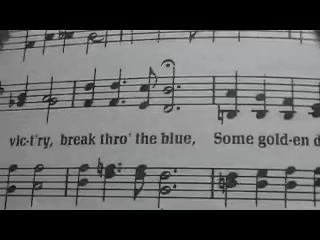 vic-t'ry, break thro' the blue, Some gold-en d